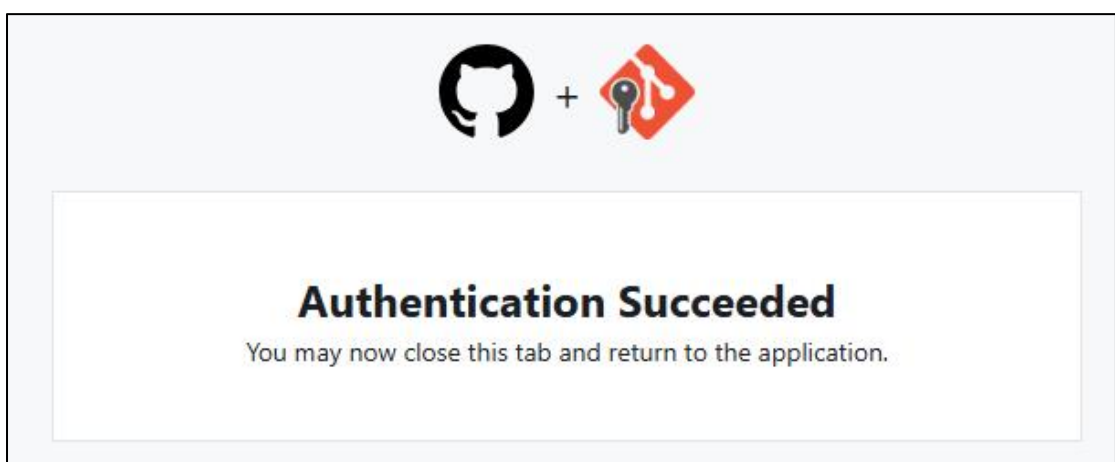 +
Authentication Succeeded
You may now close this tab and return to the application.